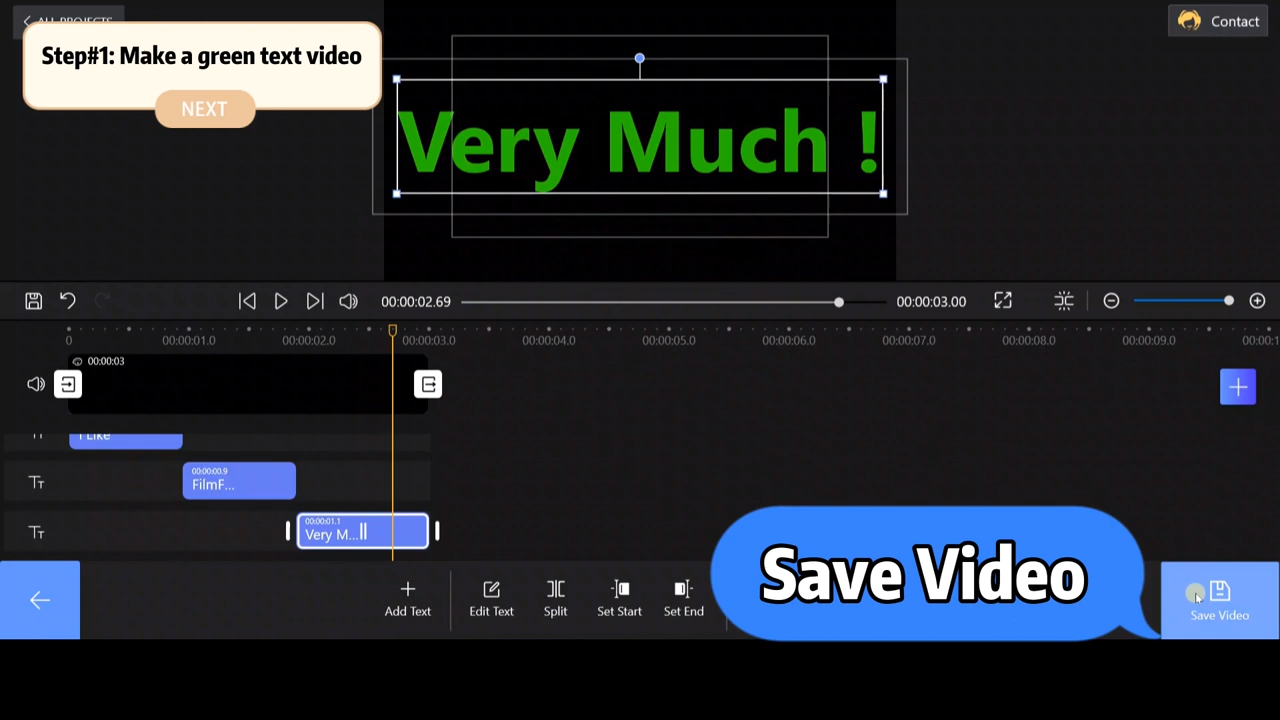 ALL PROJECTS
Contact
Step#1: Make a green text video
NEXT
Very Much !
00:00:02.69
00:00:03.00
0
00:00:01.0
00:00:02.0
00:00:03.0
00:00:04.0
00:00:05.0
00:00:06.0
00:00:07.0
00:00:08.0
00:00:09.0
00:00:1
00:00:03
I Like
00:00:00.9
FilmF...
00:00:01.1
Very M...
Save Video
Add Text
Edit Text
Split
Set Start
Set End
Save Video